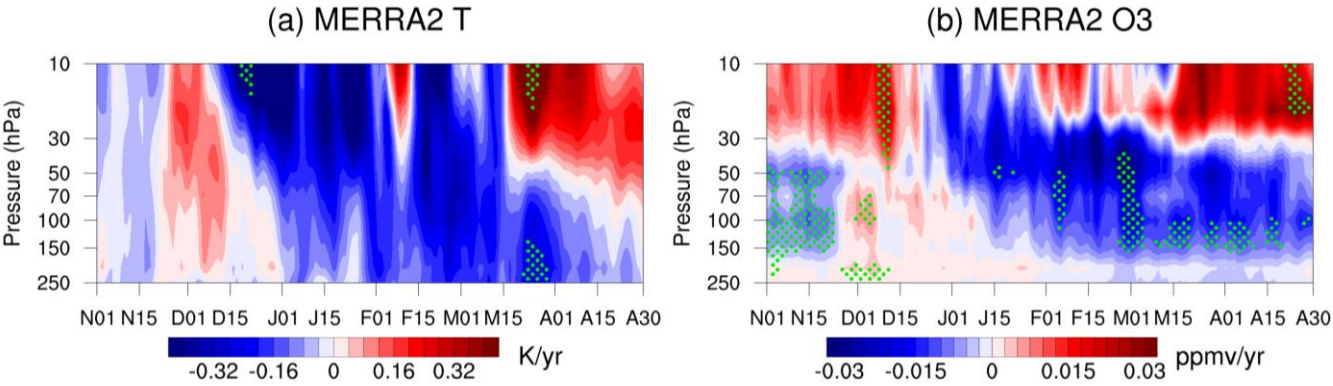 (a) MERRA2 T
Pressure (hPa)
10
30
50
70
100
150
250
N01 N15 D01 D15 J01 J15 F01 F15 M01 M15 A01 A15 A30
-0.32 -0.16 0 0.16 0.32 K/yr
(b) MERRA2 O3
Pressure (hPa)
10
30
50
70
100
150
250
N01 N15 D01 D15 J01 J15 F01 F15 M01 M15 A01 A15 A30
-0.03 -0.015 0 0.015 0.03 ppmv/yr